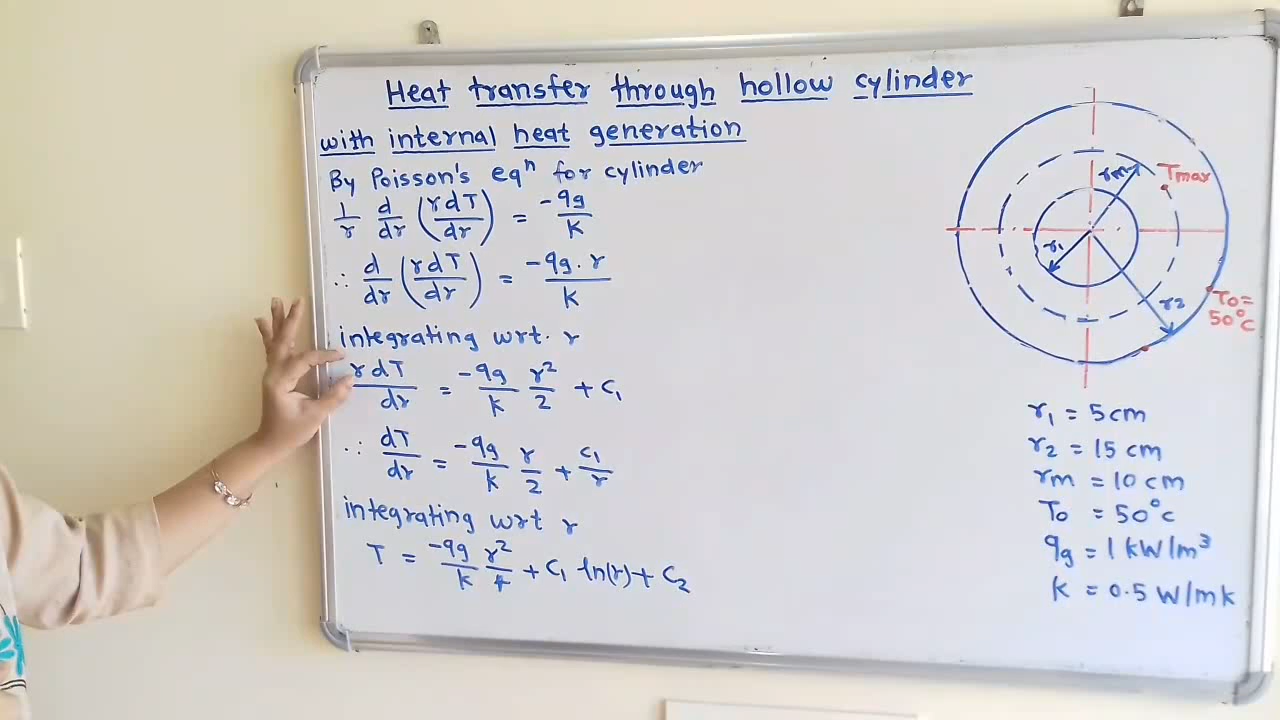 Heat transfer through hollow cylinder
with internal heat generation
By Poisson's eqⁿ for cylinder
1/r d/dr (rdT/dr) = -qg/k
∴ d/dr (rdT/dr) = -qg.r/k
integrating wrt. r
rdT/dr = -qg/k r²/2 + c₁
∴ dT/dr = -qg/k r/2 + c₁/r
integrating wrt r
T = -qg/k r²/4 + c₁ ln(r) + c₂
rm
Tmax
r₁
r₂
To =
50°c
r₁ = 5cm
r₂ = 15 cm
rm = 10 cm
To = 50°c
qg = 1 kW/m³
k = 0.5 W/mk